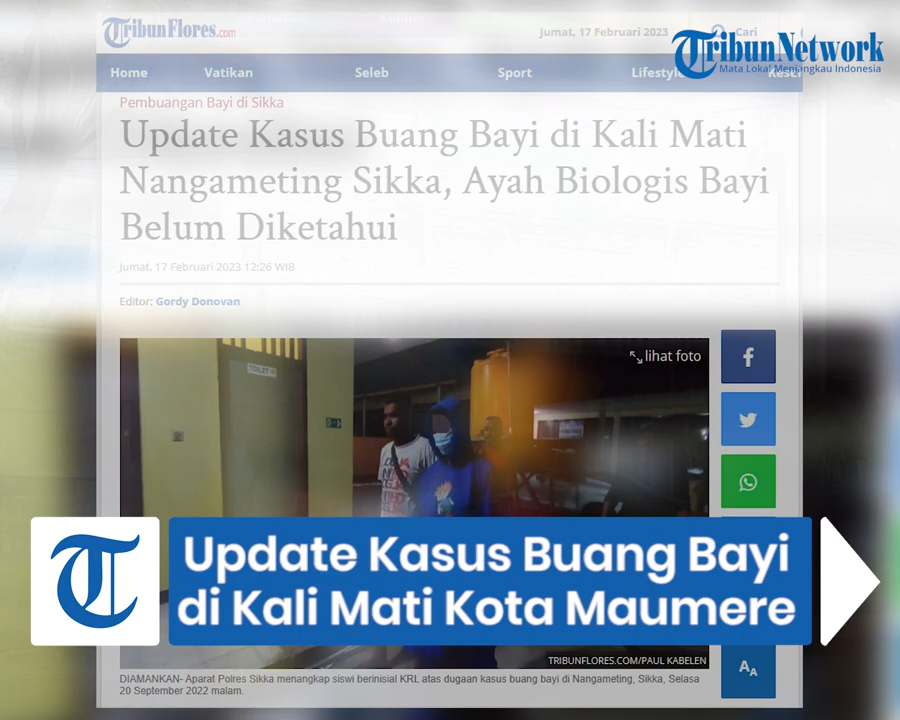 TribunFlores.com
Jumat, 17 Februari 2023
Cari
TribunNetwork
Mata Lokal Menjangkau Indonesia
Home Vatikan Seleb Sport Lifestyle
Pembuangan Bayi di Sikka
Update Kasus Buang Bayi di Kali Mati
Nangameting Sikka, Ayah Biologis Bayi
Belum Diketahui
Jumat, 17 Februari 2023 12:26 WIB
Editor: Gordy Donovan
lihat foto
TOILET
Update Kasus Buang Bayi
di Kali Mati Kota Maumere
TRIBUNFLORES.COM/PAUL KABELEN
AA
DIAMANKAN- Aparat Polres Sikka menangkap siswi berinisial KRL atas dugaan kasus buang bayi di Nangameting, Sikka, Selasa
20 September 2022 malam.